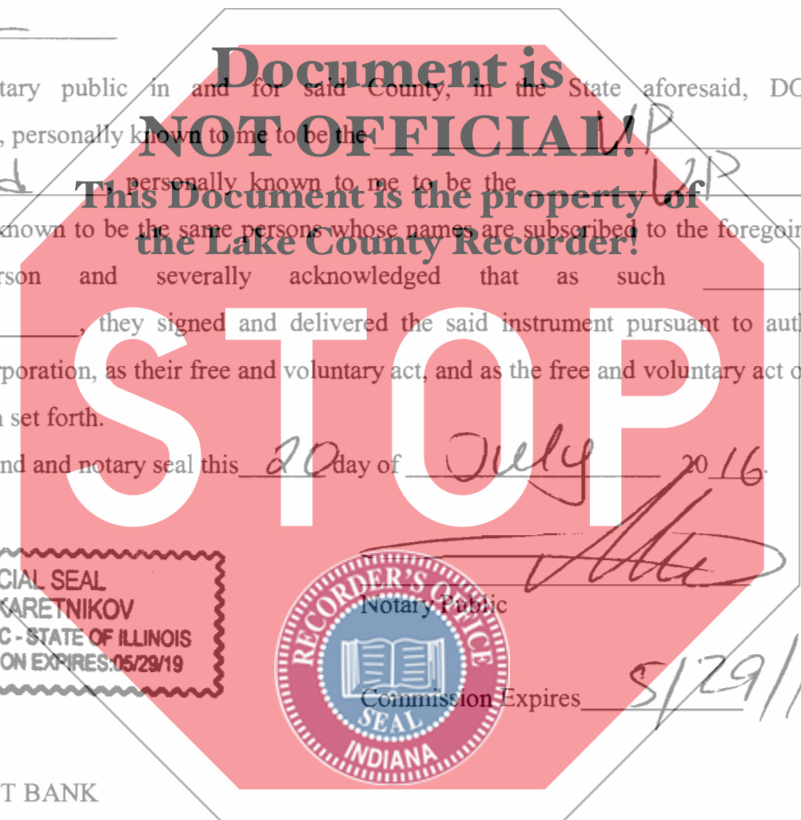 Document is
NOT OFFICIAL!
This Document is the property of
the Lake County Recorder!
STOP
tary public in and for said County, in the State aforesaid, DO
, personally known to me to be the VP
personally known to me to be the VP
known to be the same persons whose names are subscribed to the foregoin
rson and severally acknowledged that as such
, they signed and delivered the said instrument pursuant to auth
rporation, as their free and voluntary act, and as the free and voluntary act o
n set forth.
nd and notary seal this 20 day of July 2016.
CIAL SEAL
KARETNIKOV
C - STATE OF ILLINOIS
ON EXPIRES:05/29/19
Notary Public
Commission Expires 5/29/1
RECORDER'S OFFICE
SEAL
INDIANA
T BANK